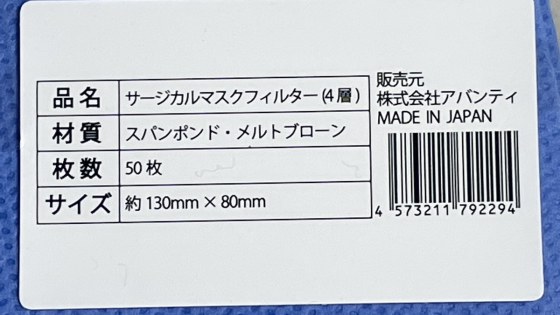 品名 サージカルマスクフィルター(4層)
材質 スパンポンド・メルトブローン
枚数 50枚
サイズ 約130mm×80mm
販売元
株式会社アバンティ
MADE IN JAPAN
4 573211 792294